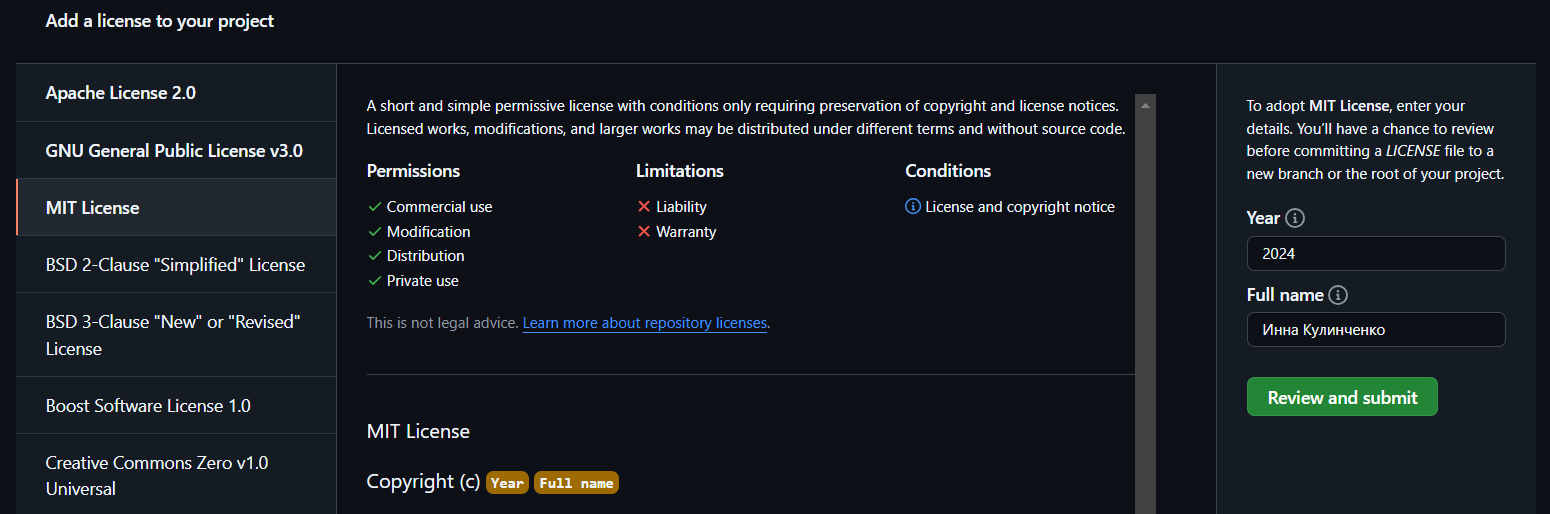 Add a license to your project
Apache License 2.0
GNU General Public License v3.0
MIT License
BSD 2-Clause "Simplified" License
BSD 3-Clause "New" or "Revised"
License
Boost Software License 1.0
Creative Commons Zero v1.0
Universal
A short and simple permissive license with conditions only requiring preservation of copyright and license notices.
Licensed works, modifications, and larger works may be distributed under different terms and without source code.
Permissions
Commercial use
Modification
Distribution
Private use
Limitations
Liability
Warranty
Conditions
License and copyright notice
This is not legal advice. Learn more about repository licenses.
MIT License
Copyright (c) Year Full name
To adopt MIT License, enter your
details. You’ll have a chance to review
before committing a LICENSE file to a
new branch or the root of your project.
Year
2024
Full name
Инна Кулинченко
Review and submit